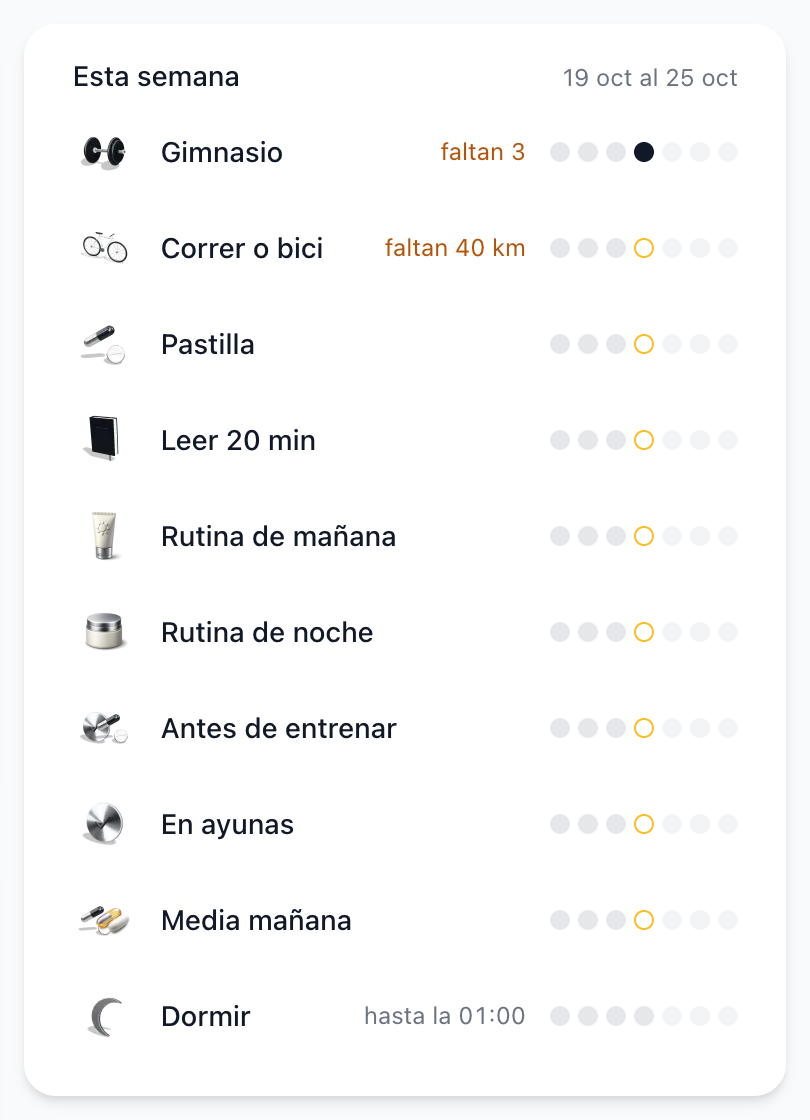 Esta semana
19 oct al 25 oct
Gimnasio
faltan 3
Correr o bici
faltan 40 km
Pastilla
Leer 20 min
Rutina de mañana
Rutina de noche
Antes de entrenar
En ayunas
Media mañana
Dormir
hasta la 01:00